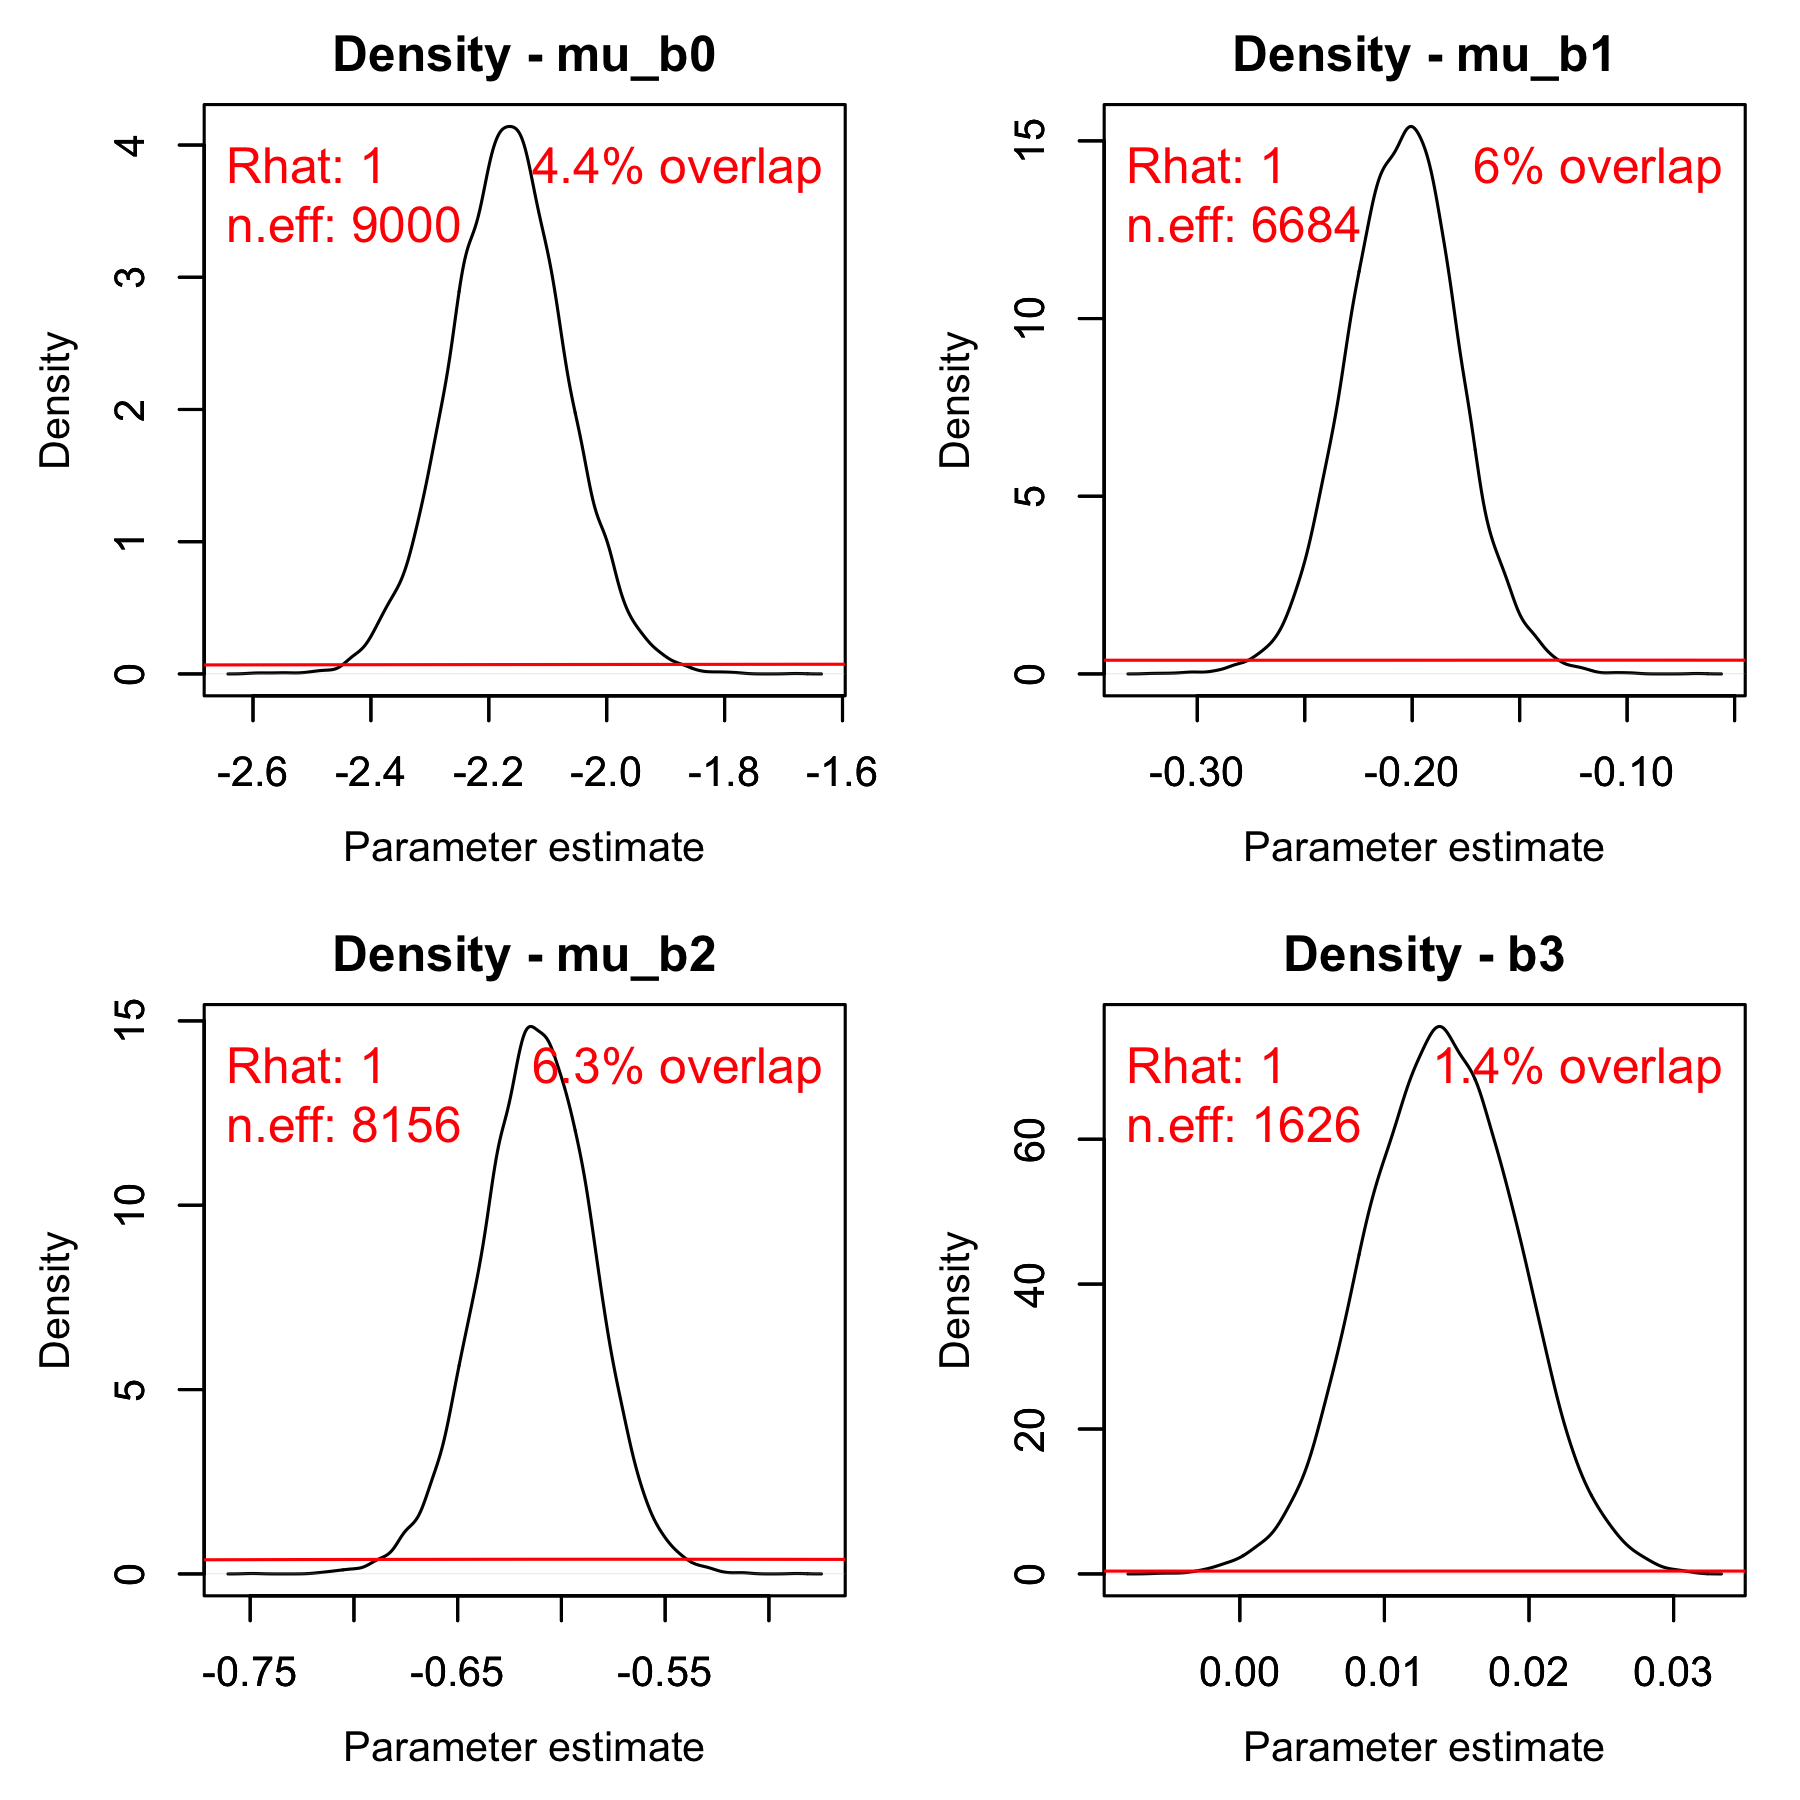 Density - mu_b0
Rhat: 1
4.4% overlap
n.eff: 9000
Density
4
3
2
1
0
-2.6 -2.4 -2.2 -2.0 -1.8 -1.6
Parameter estimate
Density - mu_b1
Rhat: 1
6% overlap
n.eff: 6684
Density
15
10
5
0
-0.30 -0.20 -0.10
Parameter estimate
Density - mu_b2
Rhat: 1
6.3% overlap
n.eff: 8156
Density
15
10
5
0
-0.75 -0.65 -0.55
Parameter estimate
Density - b3
Rhat: 1
1.4% overlap
n.eff: 1626
Density
60
40
20
0
0.00 0.01 0.02 0.03
Parameter estimate